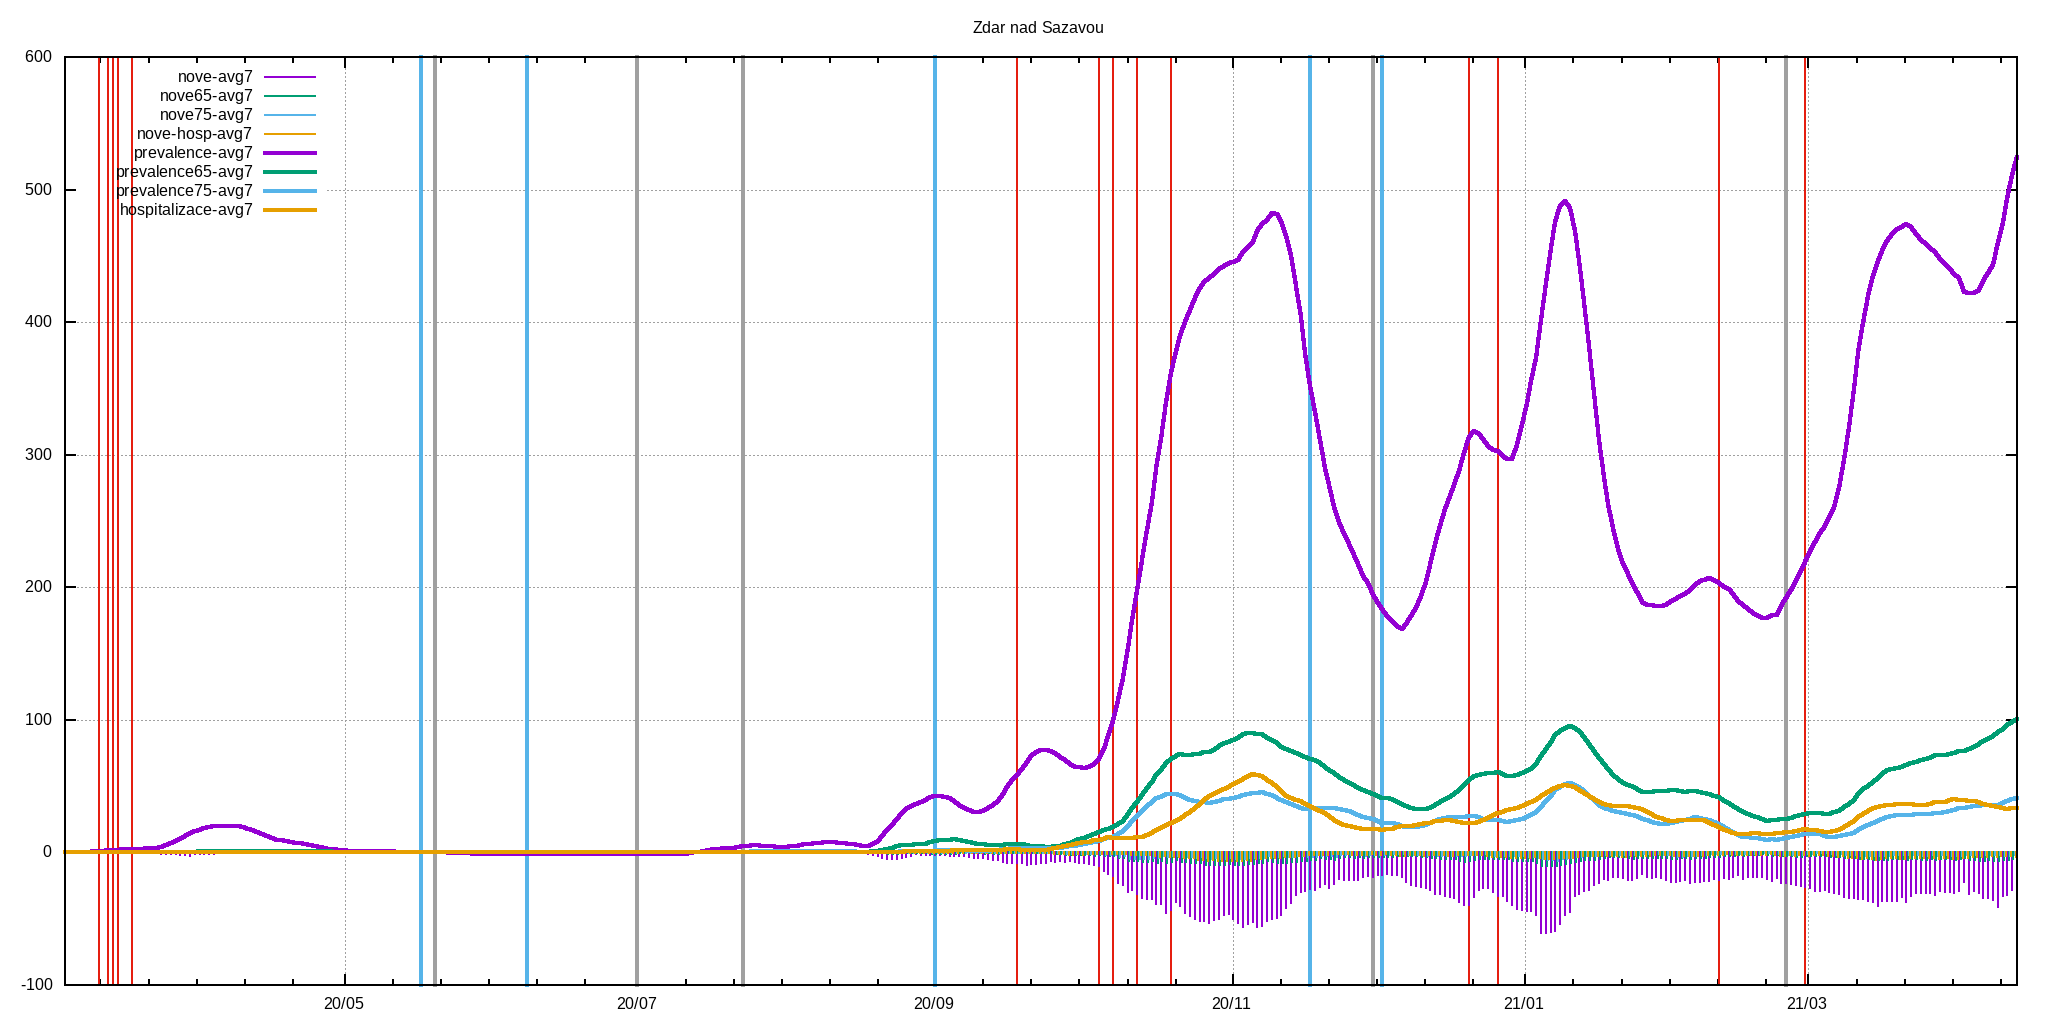 Zdar nad Sazavou
600
500
400
300
200
100
0
-100
nove-avg7
nove65-avg7
nove75-avg7
nove-hosp-avg7
prevalence-avg7
prevalence65-avg7
prevalence75-avg7
hospitalizace-avg7
20/05 20/07 20/09 20/11 21/01 21/03